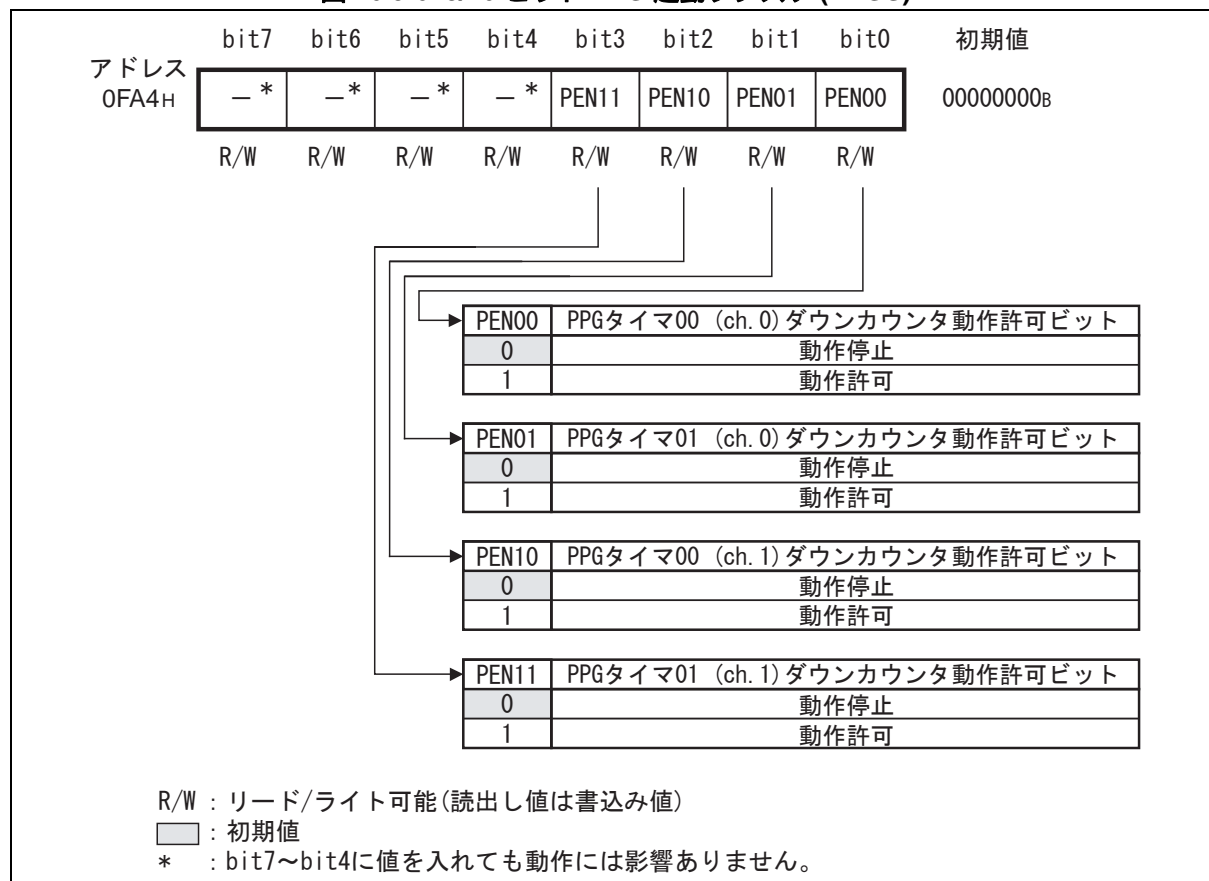 bit7 bit6 bit5 bit4 bit3 bit2 bit1 bit0 初期値
アドレス
0FA4H －* －* －* －* PEN11 PEN10 PEN01 PEN00 00000000B
R/W R/W R/W R/W R/W R/W R/W R/W
PEN00 PPGタイマ00 (ch.0)ダウンカウンタ動作許可ビット
0 動作停止
1 動作許可
PEN01 PPGタイマ01 (ch.0)ダウンカウンタ動作許可ビット
0 動作停止
1 動作許可
PEN10 PPGタイマ00 (ch.1)ダウンカウンタ動作許可ビット
0 動作停止
1 動作許可
PEN11 PPGタイマ01 (ch.1)ダウンカウンタ動作許可ビット
0 動作停止
1 動作許可
R/W : リード/ライト可能(読出し値は書込み値)
: 初期値
* : bit7～bit4に値を入れても動作には影響ありません。